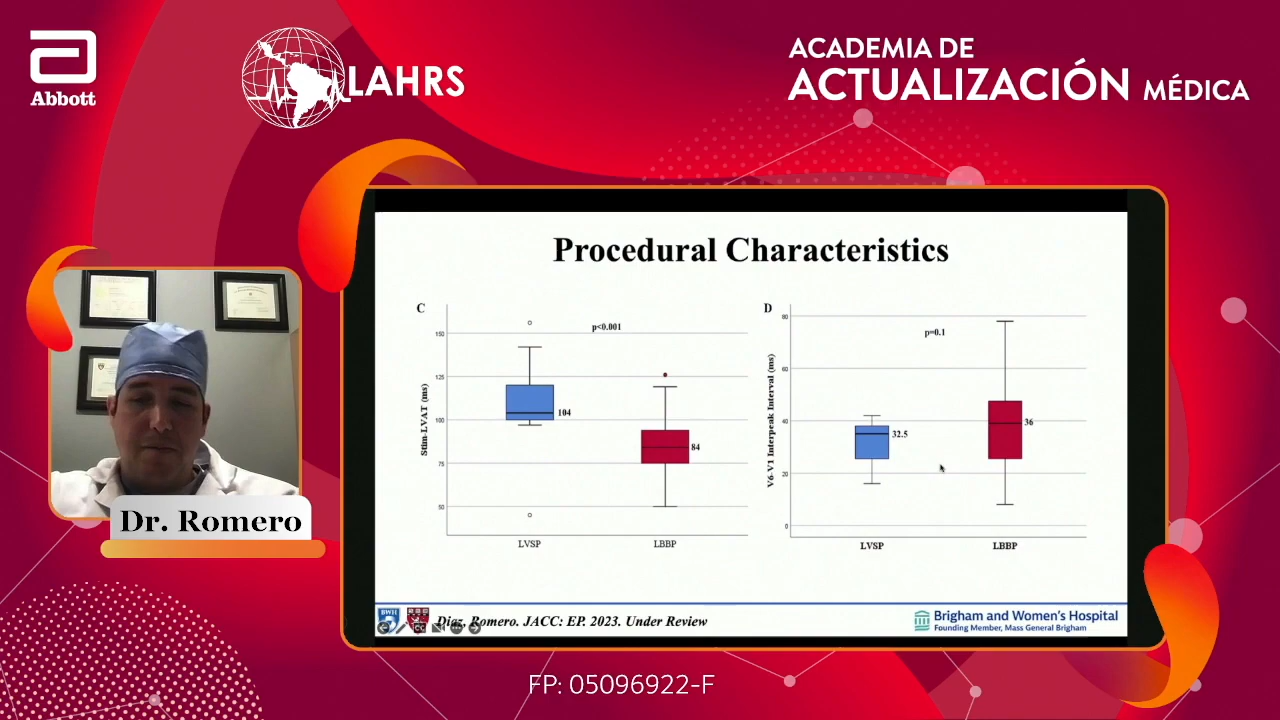 Abbott
LAHRS
ACADEMIA DE
ACTUALIZACIÓN MÉDICA
Procedural Characteristics
C
p<0.001
Stim-LVAT (ms)
150
125
100
75
50
104
84
LVSP
LBBP
D
p=0.1
V6-V1 Interpeak Interval (ms)
80
60
40
20
0
32.5
36
LVSP
LBBP
Dr. Romero
BWH
Diaz, Romero. JACC: EP. 2023. Under Review
Brigham and Women's Hospital
Founding Member, Mass General Brigham
FP: 05096922-F